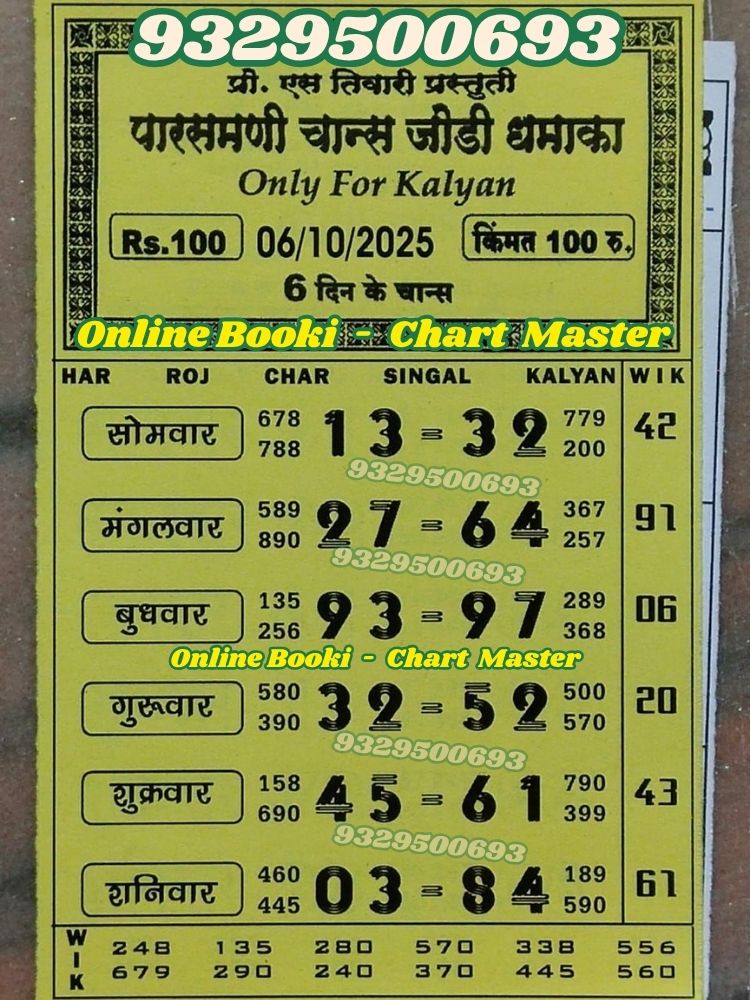 9329500693
प्री. एस तिवारी प्रस्तुती
पारसमणी चान्स जोडी धमाका
Only For Kalyan
Rs.100 06/10/2025 किंमत 100 रु.
6 दिन के चान्स
Online Booki - Chart Master
HAR ROJ CHAR SINGAL KALYAN WIK
सोमवार 678 788 13 = 32 779 200 42
9329500693
मंगलवार 589 890 27 = 64 367 257 91
9329500693
बुधवार 135 256 93 = 97 289 368 06
Online Booki - Chart Master
गुरूवार 580 390 32 = 52 500 570 20
9329500693
शुक्रवार 158 690 45 = 61 790 399 43
9329500693
शनिवार 460 445 03 = 84 189 590 61
WIK
248 135 280 570 338 556
679 290 240 370 445 560